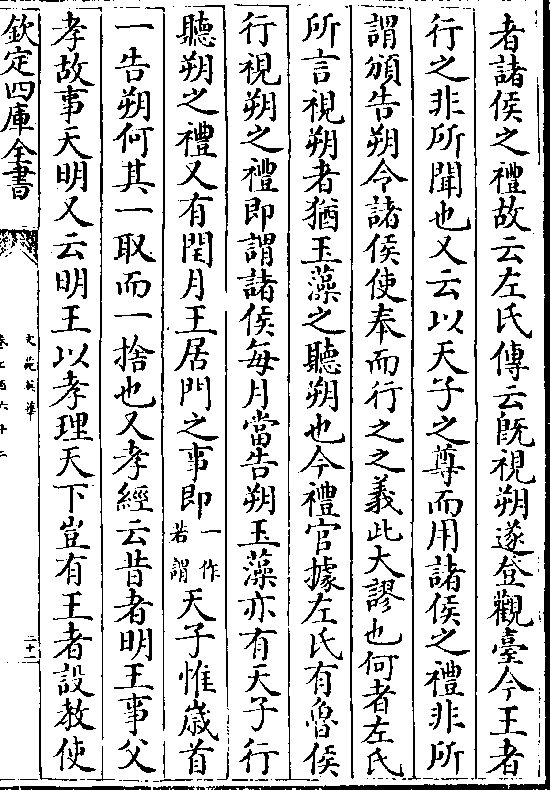 者諸侯之禮故云左氏傳云既視朔遂登觀臺今王者
行之非所聞也又云以天子之尊而用諸侯之禮非所
謂頒告朔令諸侯使奉而行之之義此大謬也何者左氏
所言視朔者猶玉藻之聽朔也今禮官據左氏有魯侯
行視朔之禮即謂諸侯每月當告朔玉藻亦有天子行
聽朔之禮又有閏月王居門之事即一作若謂天子惟歲首
一告朔何其一取而一捨也又孝經云昔者明王事父
孝故事天明又云明王以孝理天下豈有王者設教使
欽定四庫全書
文苑英華
卷七百六十二
二十一